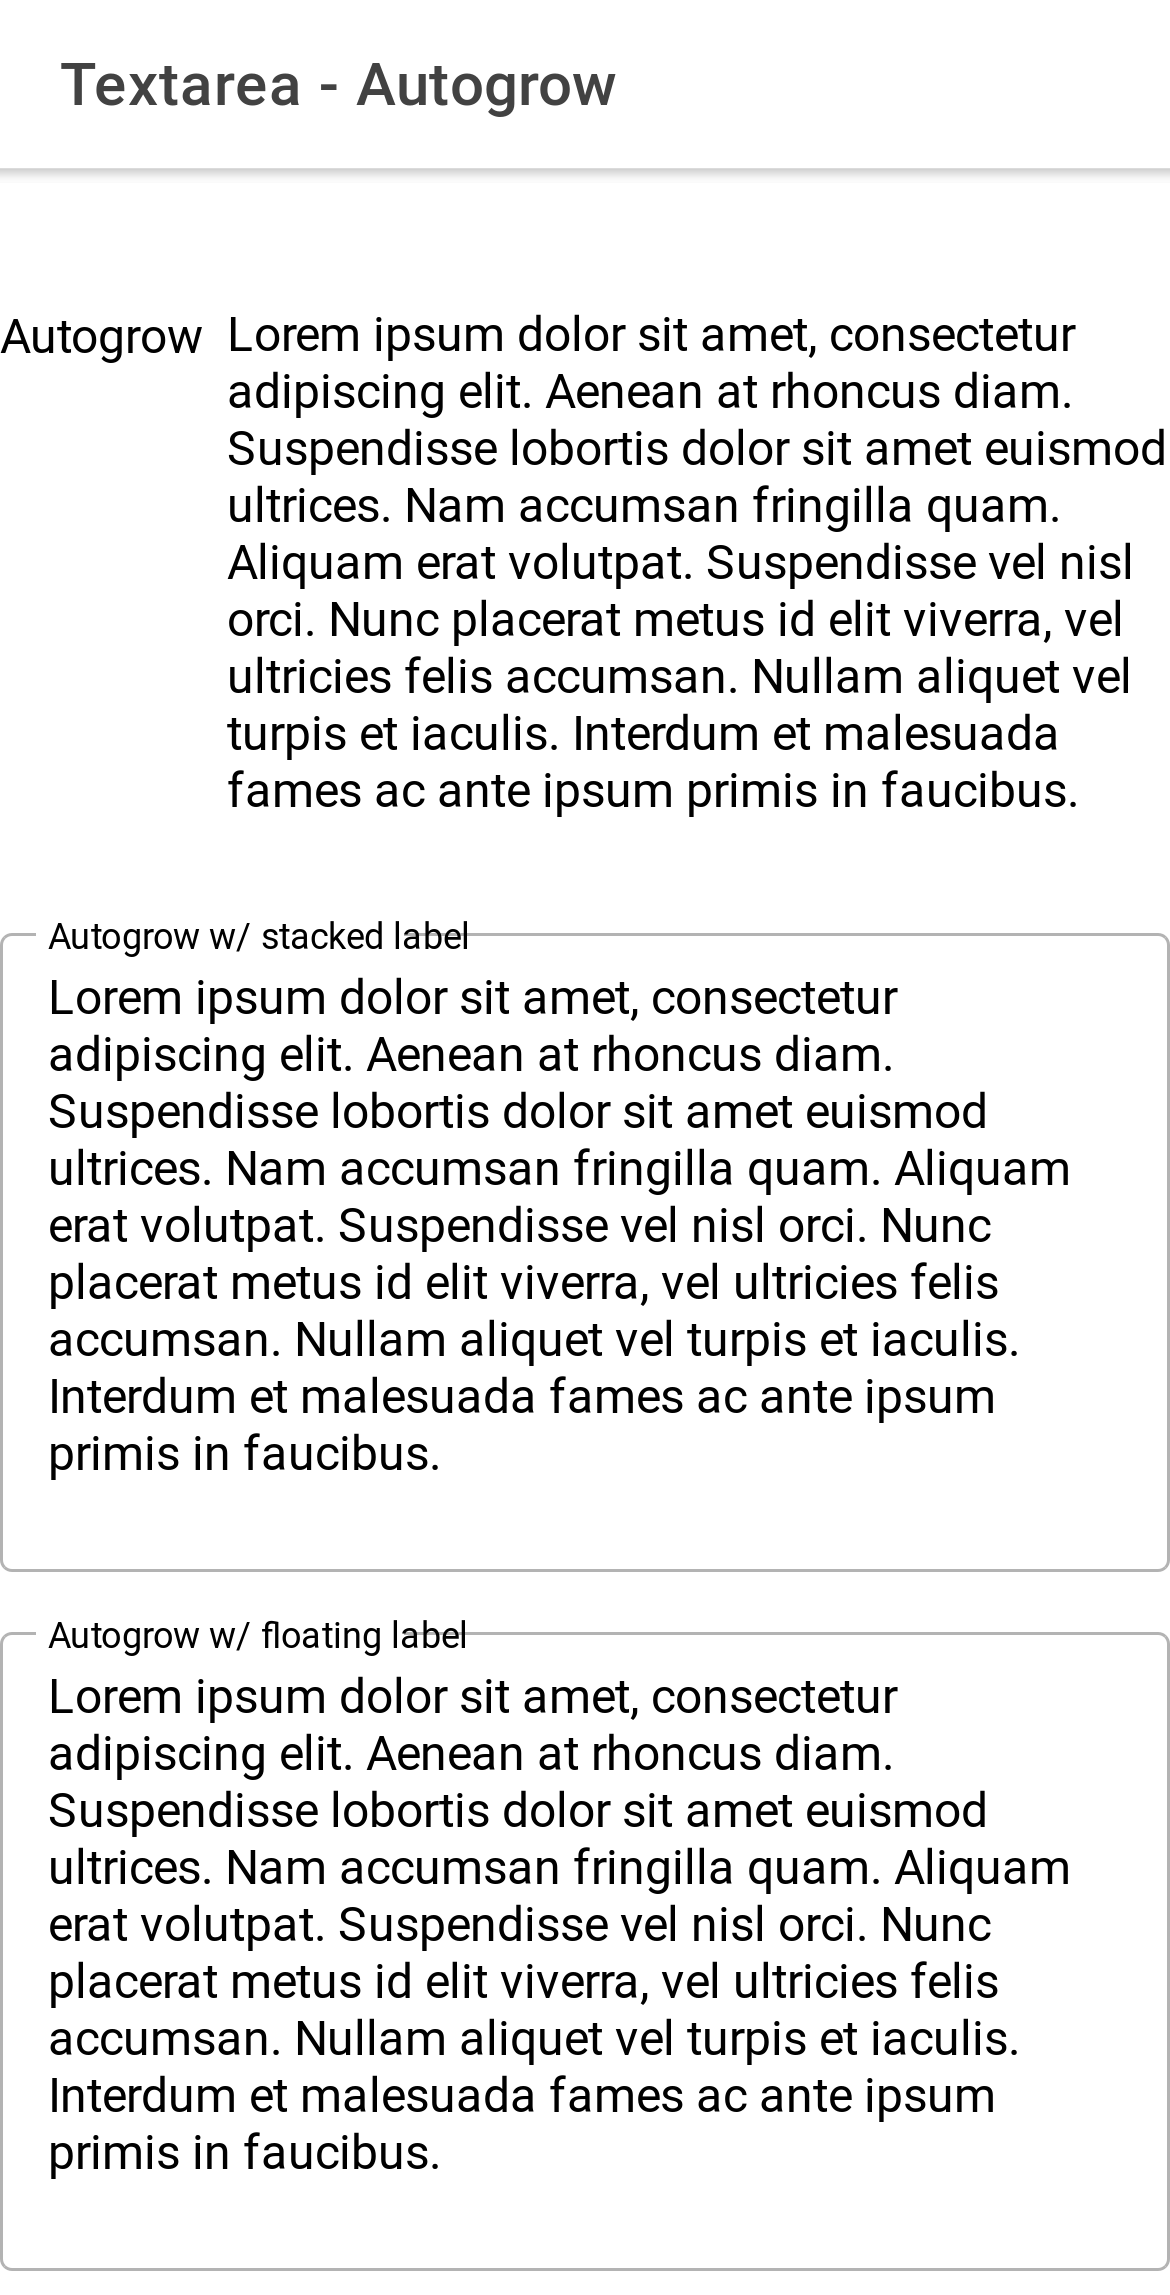 Textarea - Autogrow
Autogrow Lorem ipsum dolor sit amet, consectetur
adipiscing elit. Aenean at rhoncus diam.
Suspendisse lobortis dolor sit amet euismod
ultrices. Nam accumsan fringilla quam.
Aliquam erat volutpat. Suspendisse vel nisl
orci. Nunc placerat metus id elit viverra, vel
ultricies felis accumsan. Nullam aliquet vel
turpis et iaculis. Interdum et malesuada
fames ac ante ipsum primis in faucibus.
Autogrow w/ stacked label
Lorem ipsum dolor sit amet, consectetur
adipiscing elit. Aenean at rhoncus diam.
Suspendisse lobortis dolor sit amet euismod
ultrices. Nam accumsan fringilla quam. Aliquam
erat volutpat. Suspendisse vel nisl orci. Nunc
placerat metus id elit viverra, vel ultricies felis
accumsan. Nullam aliquet vel turpis et iaculis.
Interdum et malesuada fames ac ante ipsum
primis in faucibus.
Autogrow w/ floating label
Lorem ipsum dolor sit amet, consectetur
adipiscing elit. Aenean at rhoncus diam.
Suspendisse lobortis dolor sit amet euismod
ultrices. Nam accumsan fringilla quam. Aliquam
erat volutpat. Suspendisse vel nisl orci. Nunc
placerat metus id elit viverra, vel ultricies felis
accumsan. Nullam aliquet vel turpis et iaculis.
Interdum et malesuada fames ac ante ipsum
primis in faucibus.